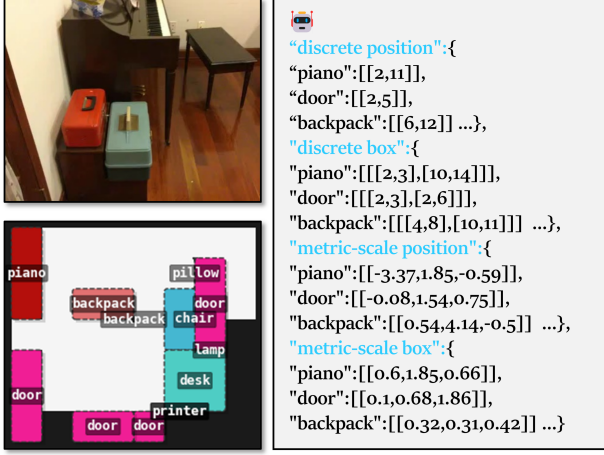 piano
pillow
backpack
door
backpack
chair
lamp
desk
door
printer
door
door
"discrete position":{
"piano":[[2,11]],
"door":[[2,5]],
"backpack":[[6,12]] ...},
"discrete box":{
"piano":[[[2,3],[10,14]]],
"door":[[[2,3],[2,6]]],
"backpack":[[[4,8],[10,11]]] ...},
"metric-scale position":{
"piano":[[-3.37,1.85,-0.59]],
"door":[[-0.08,1.54,0.75]],
"backpack":[[0.54,4.14,-0.5]] ...},
"metric-scale box":{
"piano":[[0.6,1.85,0.66]],
"door":[[0.1,0.68,1.86]],
"backpack":[[0.32,0.31,0.42]] ...}